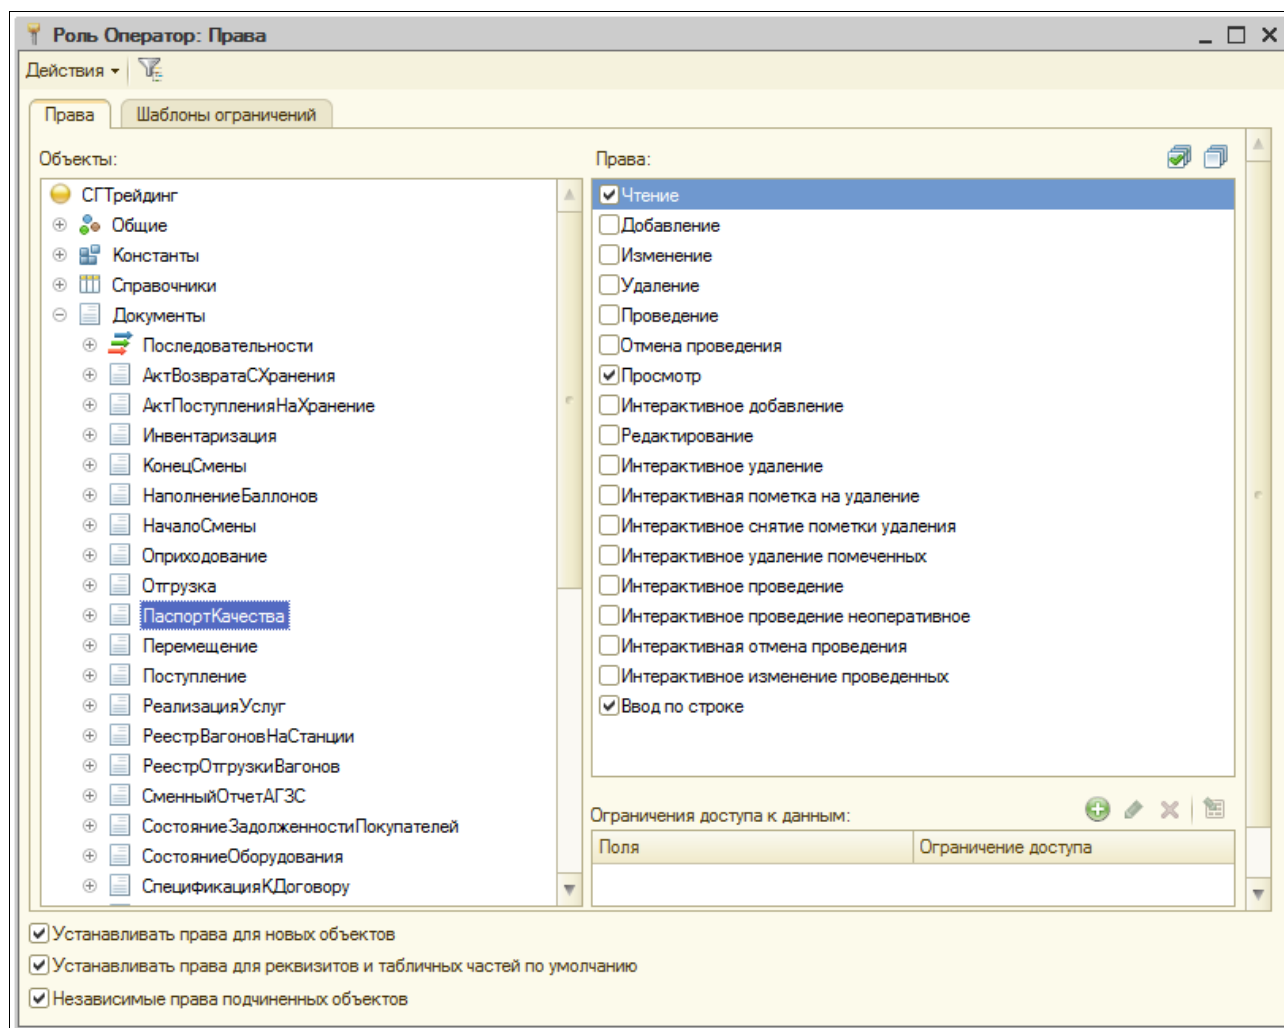 Роль Оператор: Права
Действия
Права
Шаблоны ограничений
Объекты:
СГТрейдинг
Общие
Константы
Справочники
Документы
Последовательности
АктВозвратаСХранения
АктПоступленияНаХранение
Инвентаризация
КонецСмены
НаполнениеБаллонов
НачалоСмены
Оприходование
Отгрузка
ПаспортКачества
Перемещение
Поступление
РеализацияУслуг
РеестрВагоновНаСтанции
РеестрОтгрузкиВагонов
СменныйОтчетАГЗС
СостояниеЗадолженностиПокупателей
СостояниеОборудования
СпецификацияКДоговору
Права:
Чтение
Добавление
Изменение
Удаление
Проведение
Отмена проведения
Просмотр
Интерактивное добавление
Редактирование
Интерактивное удаление
Интерактивная пометка на удаление
Интерактивное снятие пометки удаления
Интерактивное удаление помеченных
Интерактивное проведение
Интерактивное проведение неоперативное
Интерактивная отмена проведения
Интерактивное изменение проведенных
Ввод по строке
Ограничения доступа к данным:
Поля
Ограничение доступа
Устанавливать права для новых объектов
Устанавливать права для реквизитов и табличных частей по умолчанию
Независимые права подчиненных объектов